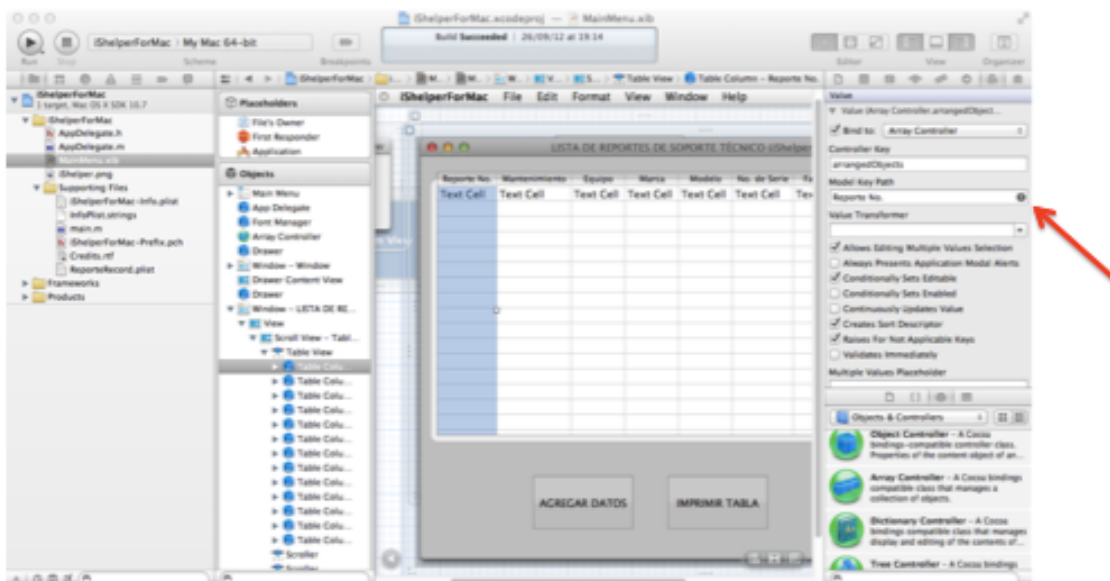 iShelperForMac.xcodeproj — MainMenu.xib
iShelperForMac My Mac 64-bit
Build Succeeded | 26/09/12 at 19:14
Run Stop Scheme Breakpoints Editor View Organizer
iShelperForMac Table View Table Column - Reporte No.
iShelperForMac
1 target, Mac OS X SDK 10.7
iShelperForMac
AppDelegate.h
AppDelegate.m
MainMenu.xib
iShelper.png
Supporting Files
iShelperForMac-Info.plist
InfoPlist.strings
main.m
iShelperForMac-Prefix.pch
Credits.rtf
ReporteRecord.plist
Frameworks
Products
Placeholders
File's Owner
First Responder
Application
Objects
Main Menu
App Delegate
Font Manager
Array Controller
Drawer
Window - Window
Drawer Content View
Drawer
Window - LISTA DE RE...
View
Scroll View - Tabl...
Table View
Table Colu...
Table Colu...
Table Colu...
Table Colu...
Table Colu...
Table Colu...
Table Colu...
Table Colu...
Table Colu...
Table Colu...
Table Colu...
Table Colu...
Table Colu...
Scroller
Scroller
iShelperForMac File Edit Format View Window Help
LISTA DE REPORTES DE SOPORTE TÉCNICO (iShelper
Reporte No. Mantenimiento Equipo Marca Modelo No. de Serie
Text Cell Text Cell Text Cell Text Cell Text Cell Text Cell
AGREGAR DATOS IMPRIMIR TABLA
Value
Value (Array Controller.arrangedObject...
Bind to: Array Controller
Controller Key
arrangedObjects
Model Key Path
Reporte No.
Value Transformer
Allows Editing Multiple Values Selection
Always Presents Application Modal Alerts
Conditionally Sets Editable
Conditionally Sets Enabled
Continuously Updates Value
Creates Sort Descriptor
Raises For Not Applicable Keys
Validates Immediately
Multiple Values Placeholder
Objects & Controllers
Object Controller - A Cocoa
bindings-compatible controller class.
Properties of the content object of an...
Array Controller - A Cocoa bindings
compatible class that manages a
collection of objects.
Dictionary Controller - A Cocoa
bindings compatible class that manages
display and editing of the contents of...
Tree Controller - A Cocoa bindings